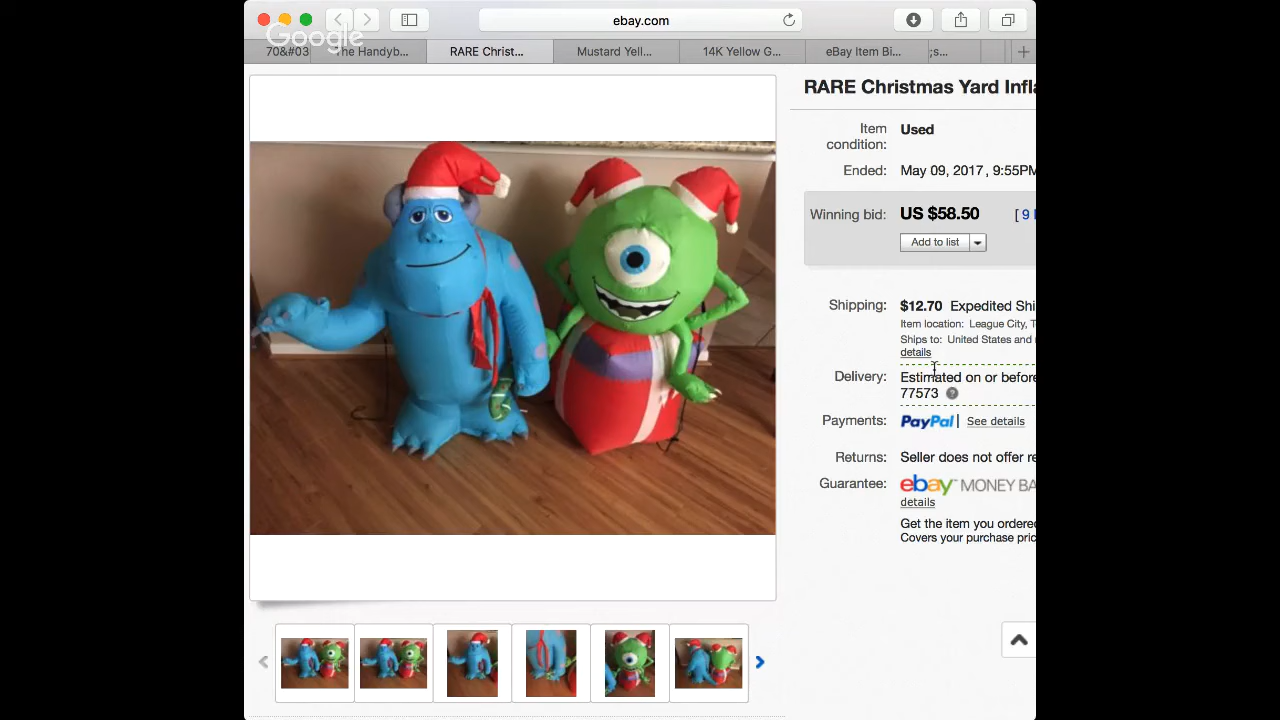 ebay.com
Google
70&#03
The Handyb...
RARE Christ...
Mustard Yell...
14K Yellow G...
eBay Item Bi...
;s...
RARE Christmas Yard Infla
Item condition:
Used
Ended:
May 09, 2017 , 9:55PM
Winning bid:
US $58.50
[ 9
Add to list
Shipping:
$12.70 Expedited Shi
Item location: League City, T
Ships to: United States and
details
Delivery:
Estimated on or before
77573
Payments:
PayPal | See details
Returns:
Seller does not offer re
Guarantee:
ebay MONEY BA
details
Get the item you ordered
Covers your purchase pric